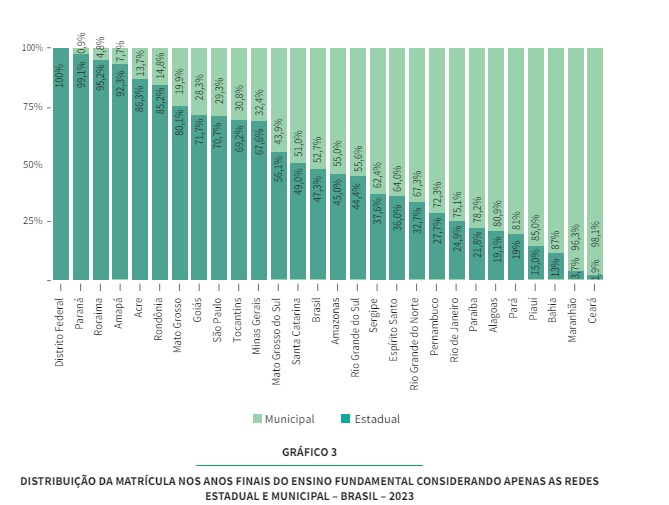 100%
75%
50%
25%
0,9%
4,8%
7,7%
13,7%
14,8%
19,9%
28,3%
29,3%
30,8%
32,4%
43,9%
51,0%
52,7%
55,0%
55,6%
62,4%
64,0%
67,3%
72,3%
75,1%
78,2%
80,9%
81%
85,0%
87%
96,3%
98,1%
100%
99,1%
95,2%
92,3%
86,3%
85,2%
80,1%
71,7%
70,7%
69,2%
67,6%
56,1%
49,0%
47,3%
45,0%
44,4%
37,6%
36,0%
32,7%
27,7%
24,9%
21,8%
19,1%
19%
15,0%
13%
3,7%
1,9%
Distrito Federal
Paraná
Roraima
Amapá
Acre
Rondônia
Mato Grosso
Goiás
São Paulo
Tocantins
Minas Gerais
Mato Grosso do Sul
Santa Catarina
Brasil
Amazonas
Rio Grande do Sul
Sergipe
Espírito Santo
Rio Grande do Norte
Pernambuco
Rio de Janeiro
Paraíba
Alagoas
Pará
Piauí
Bahia
Maranhão
Ceará
Municipal Estadual
GRÁFICO 3
DISTRIBUIÇÃO DA MATRÍCULA NOS ANOS FINAIS DO ENSINO FUNDAMENTAL CONSIDERANDO APENAS AS REDES
ESTADUAL E MUNICIPAL – BRASIL – 2023